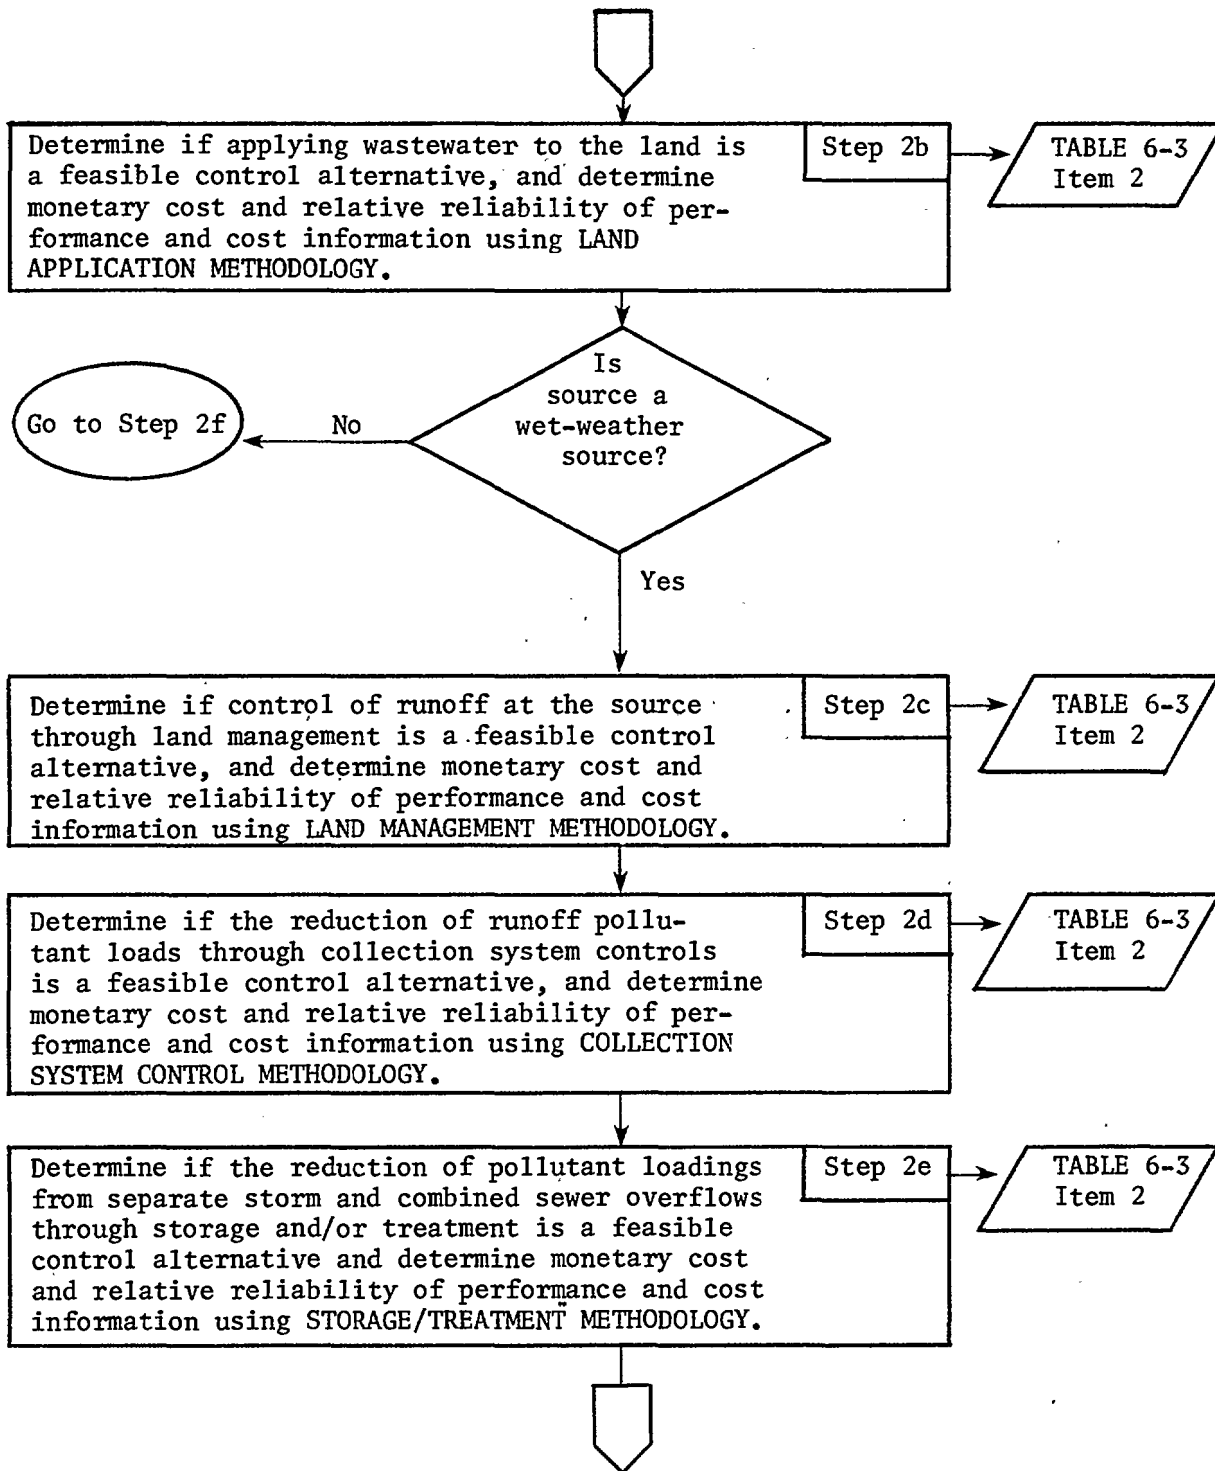 Determine if applying wastewater to the land is
a feasible control alternative, and determine
monetary cost and relative reliability of per-
formance and cost information using LAND
APPLICATION METHODOLOGY.
Step 2b
TABLE 6-3
Item 2
Is
source a
wet-weather
source?
No
Go to Step 2f
Yes
Determine if control of runoff at the source
through land management is a feasible control
alternative, and determine monetary cost and
relative reliability of performance and cost
information using LAND MANAGEMENT METHODOLOGY.
Step 2c
TABLE 6-3
Item 2
Determine if the reduction of runoff pollu-
tant loads through collection system controls
is a feasible control alternative, and determine
monetary cost and relative reliability of per-
formance and cost information using COLLECTION
SYSTEM CONTROL METHODOLOGY.
Step 2d
TABLE 6-3
Item 2
Determine if the reduction of pollutant loadings
from separate storm and combined sewer overflows
through storage and/or treatment is a feasible
control alternative and determine monetary cost
and relative reliability of performance and cost
information using STORAGE/TREATMENT METHODOLOGY.
Step 2e
TABLE 6-3
Item 2